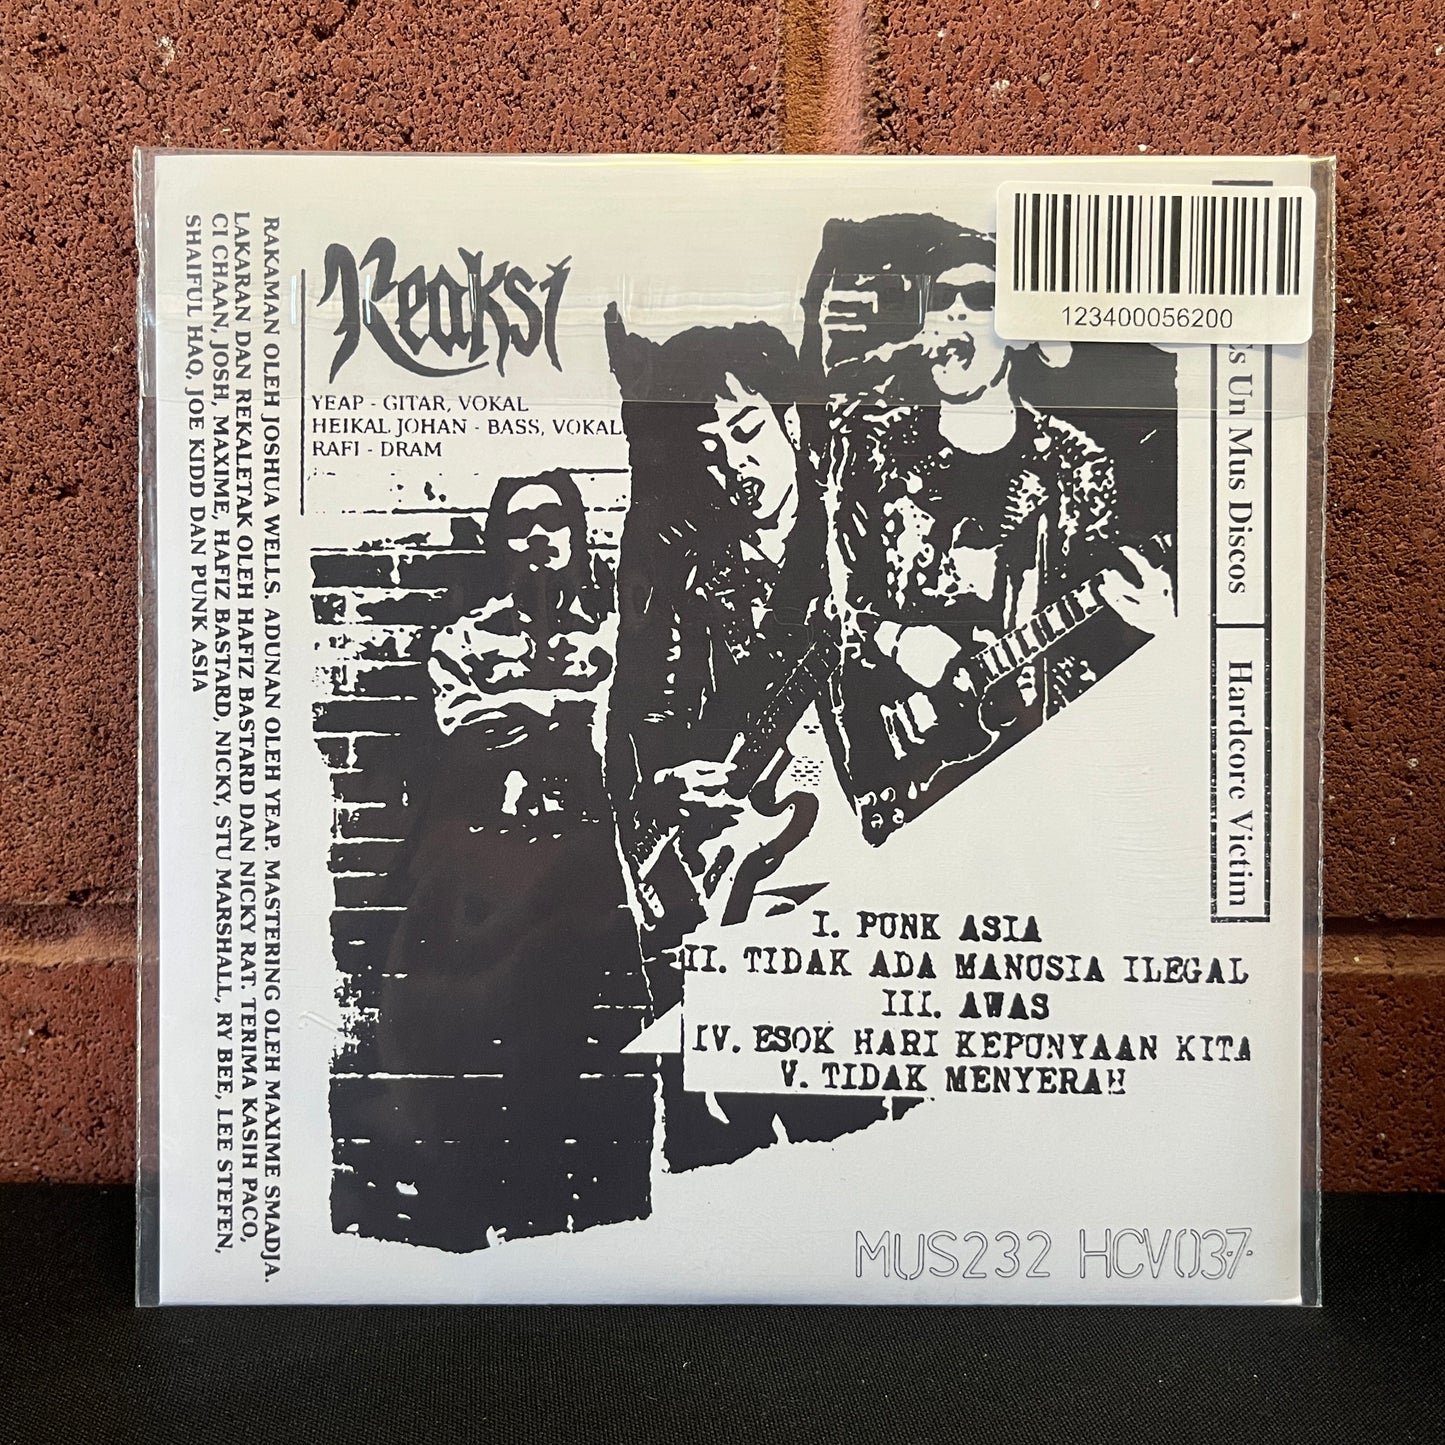 Reaksi
YEAP - GITAR, VOKAL
HEIKAL JOHAN - BASS, VOKAL
RAFI - DRAM
RAKAMAN OLEH JOSHUA WELLS. ADUNAN OLEH YEAP. MASTERING OLEH MAXIME SMADJA.
LAKARAN DAN REKALETAK OLEH HAFIZ BASTARD DAN NICKY RAT. TERIMA KASIH PACO,
CI CHAAN, JOSH, MAXIME, HAFIZ BASTARD, NICKY, STU MARSHALL, RY BEE, LEE STEFEN,
SHAIFUL HAQ, JOE KIDD DAN PUNK ASIA
123400056200
Un Mus Discos
Hardcore Victim
I. PUNK ASIA
II. TIDAK ADA MANUSIA ILEGAL
III. AWAS
IV. ESOK HARI KEPUNYAAN KITA
V. TIDAK MENYERAH
MUS232 HCV037